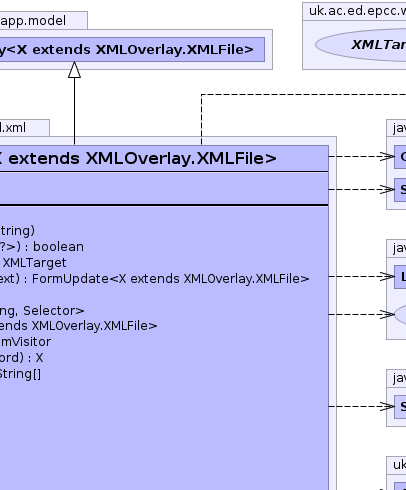 app.model
uk.ac.ed.epcc.w
y<X extends XMLOverlay.XMLFile>
XMLTar
l.xml
jav
X extends XMLOverlay.XMLFile>
C
S
tring)
?>) : boolean
XMLTarget
jav
ext) : FormUpdate<X extends XMLOverlay.XMLFile>
L
ng, Selector>
ends XMLOverlay.XMLFile>
mVisitor
ord) : X
String[]
jav
S
uk